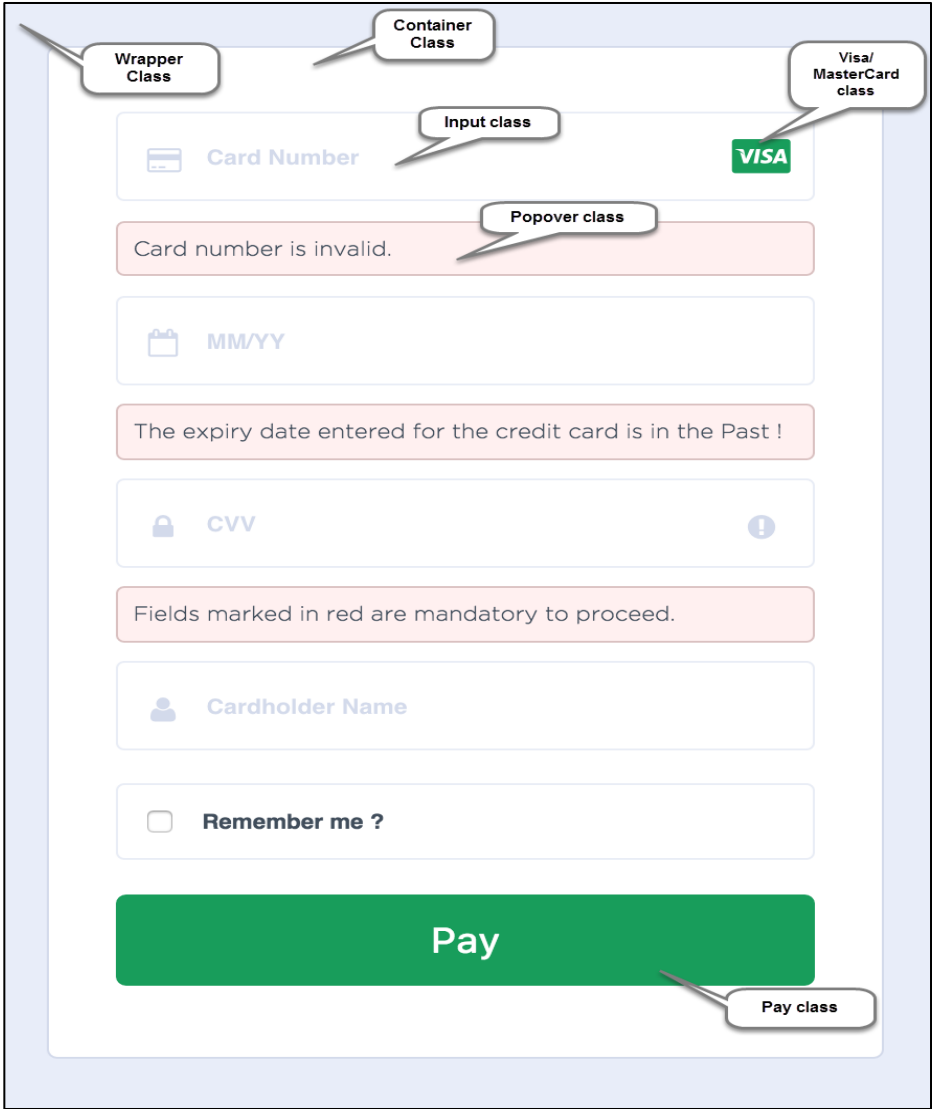 Container
Class
Wrapper
Class
Visa/
MasterCard
class
Input class
Card Number
VISA
Popover class
Card number is invalid.
MM/YY
The expiry date entered for the credit card is in the Past !
CVV
Fields marked in red are mandatory to proceed.
Cardholder Name
Remember me ?
Pay
Pay class